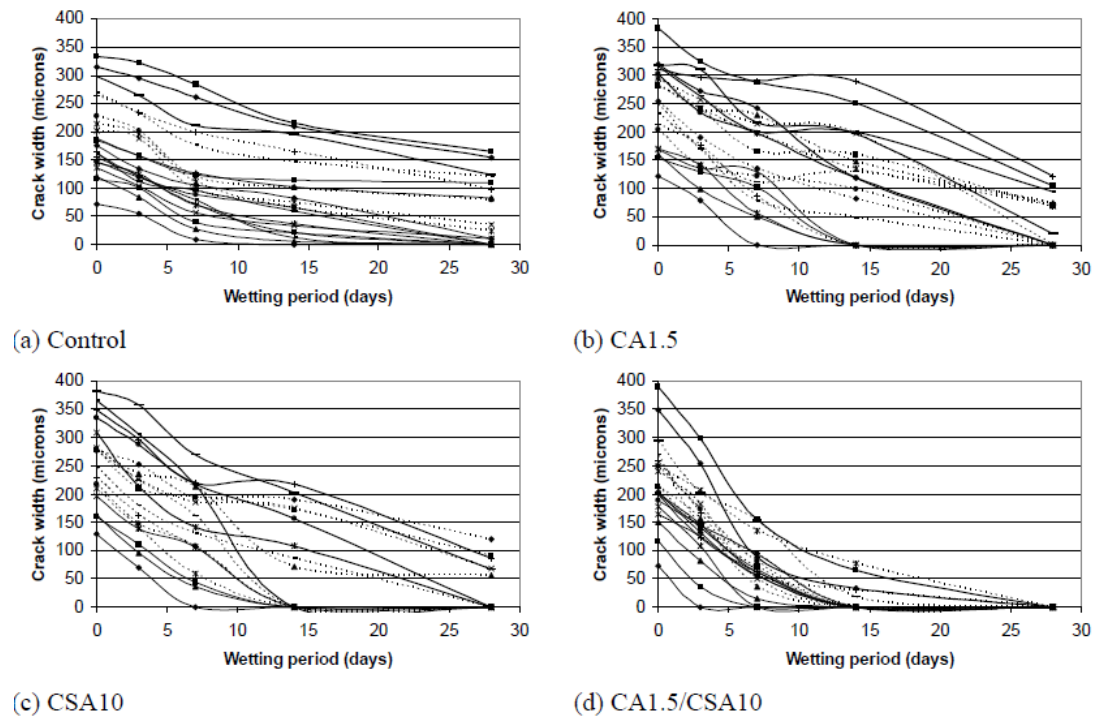 400
350
300
250
200
150
100
50
0
Crack width (microns)
0 5 10 15 20 25 30
Wetting period (days)
(a) Control
400
350
300
250
200
150
100
50
0
Crack width (microns)
0 5 10 15 20 25 30
Wetting period (days)
(b) CA1.5
400
350
300
250
200
150
100
50
0
Crack width (microns)
0 5 10 15 20 25 30
Wetting period (days)
(c) CSA10
400
350
300
250
200
150
100
50
0
Crack width (microns)
0 5 10 15 20 25 30
Wetting period (days)
(d) CA1.5/CSA10